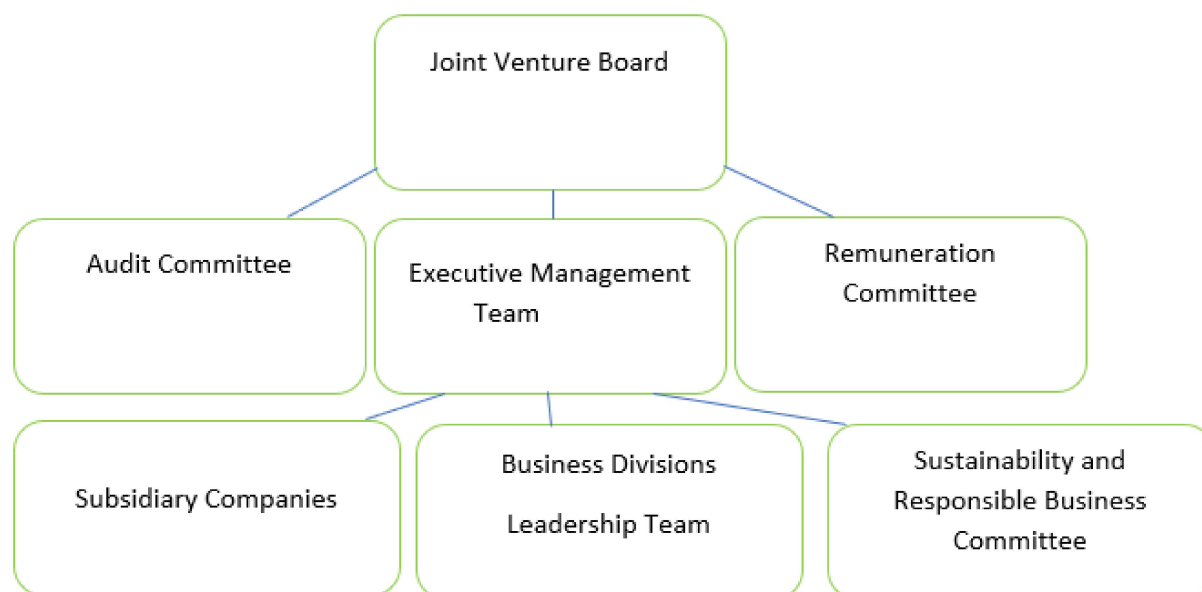 Joint Venture Board
Audit Committee
Executive Management
Team
Remuneration
Committee
Subsidiary Companies
Business Divisions
Leadership Team
Sustainability and
Responsible Business
Committee